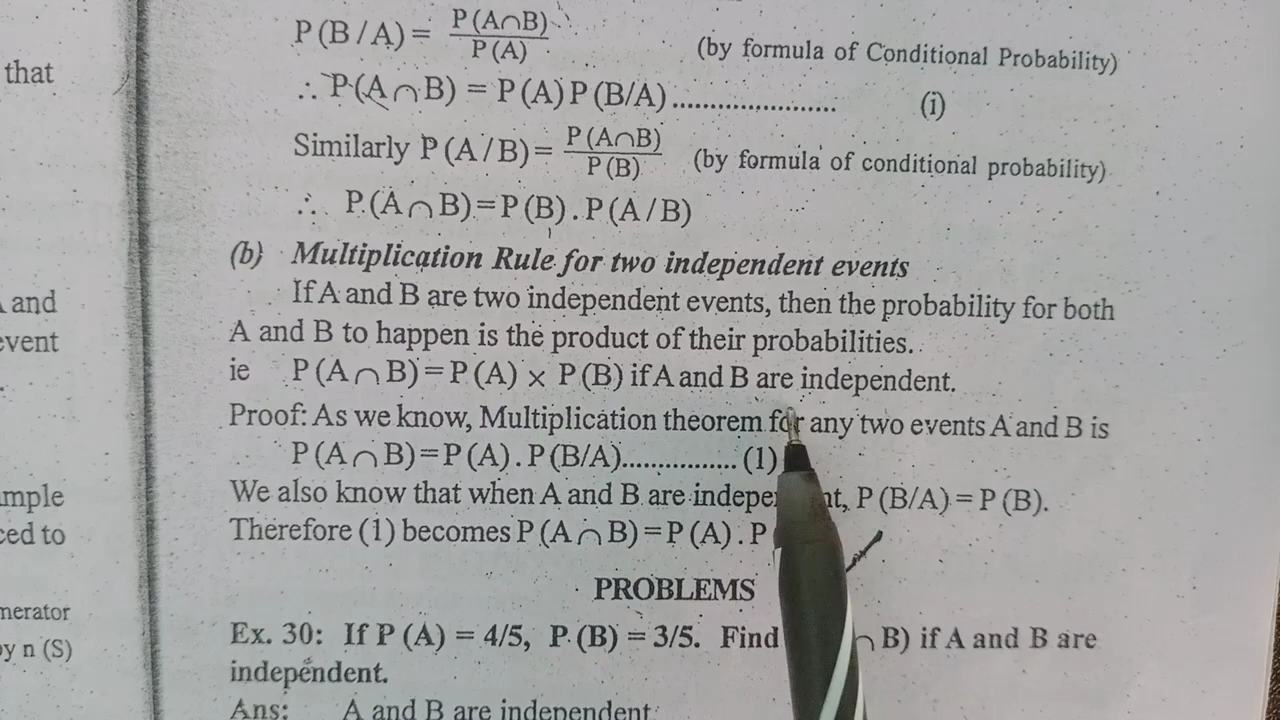 that
and
event
ample
ced to
nerator
by n (S)
P(B/A)= P(A∩B)
P(A)
(by formula of Conditional Probability)
∴ P(A∩B) = P(A)P(B/A)..................... (i)
Similarly P(A/B)= P(A∩B)
P(B)
(by formula of conditional probability)
∴ P(A∩B)=P(B).P(A/B)
(b) Multiplication Rule for two independent events
If A and B are two independent events, then the probability for both
A and B to happen is the product of their probabilities.
ie P(A∩B)=P(A) × P(B) if A and B are independent.
Proof: As we know, Multiplication theorem for any two events A and B is
P(A∩B)=P(A).P(B/A)............... (1)
We also know that when A and B are indepe nt, P(B/A)=P(B).
Therefore (1) becomes P(A∩B)=P(A).P
PROBLEMS
Ex. 30: If P(A) = 4/5, P(B) = 3/5. Find ∩ B) if A and B are
independent.
Ans: A and B are independent